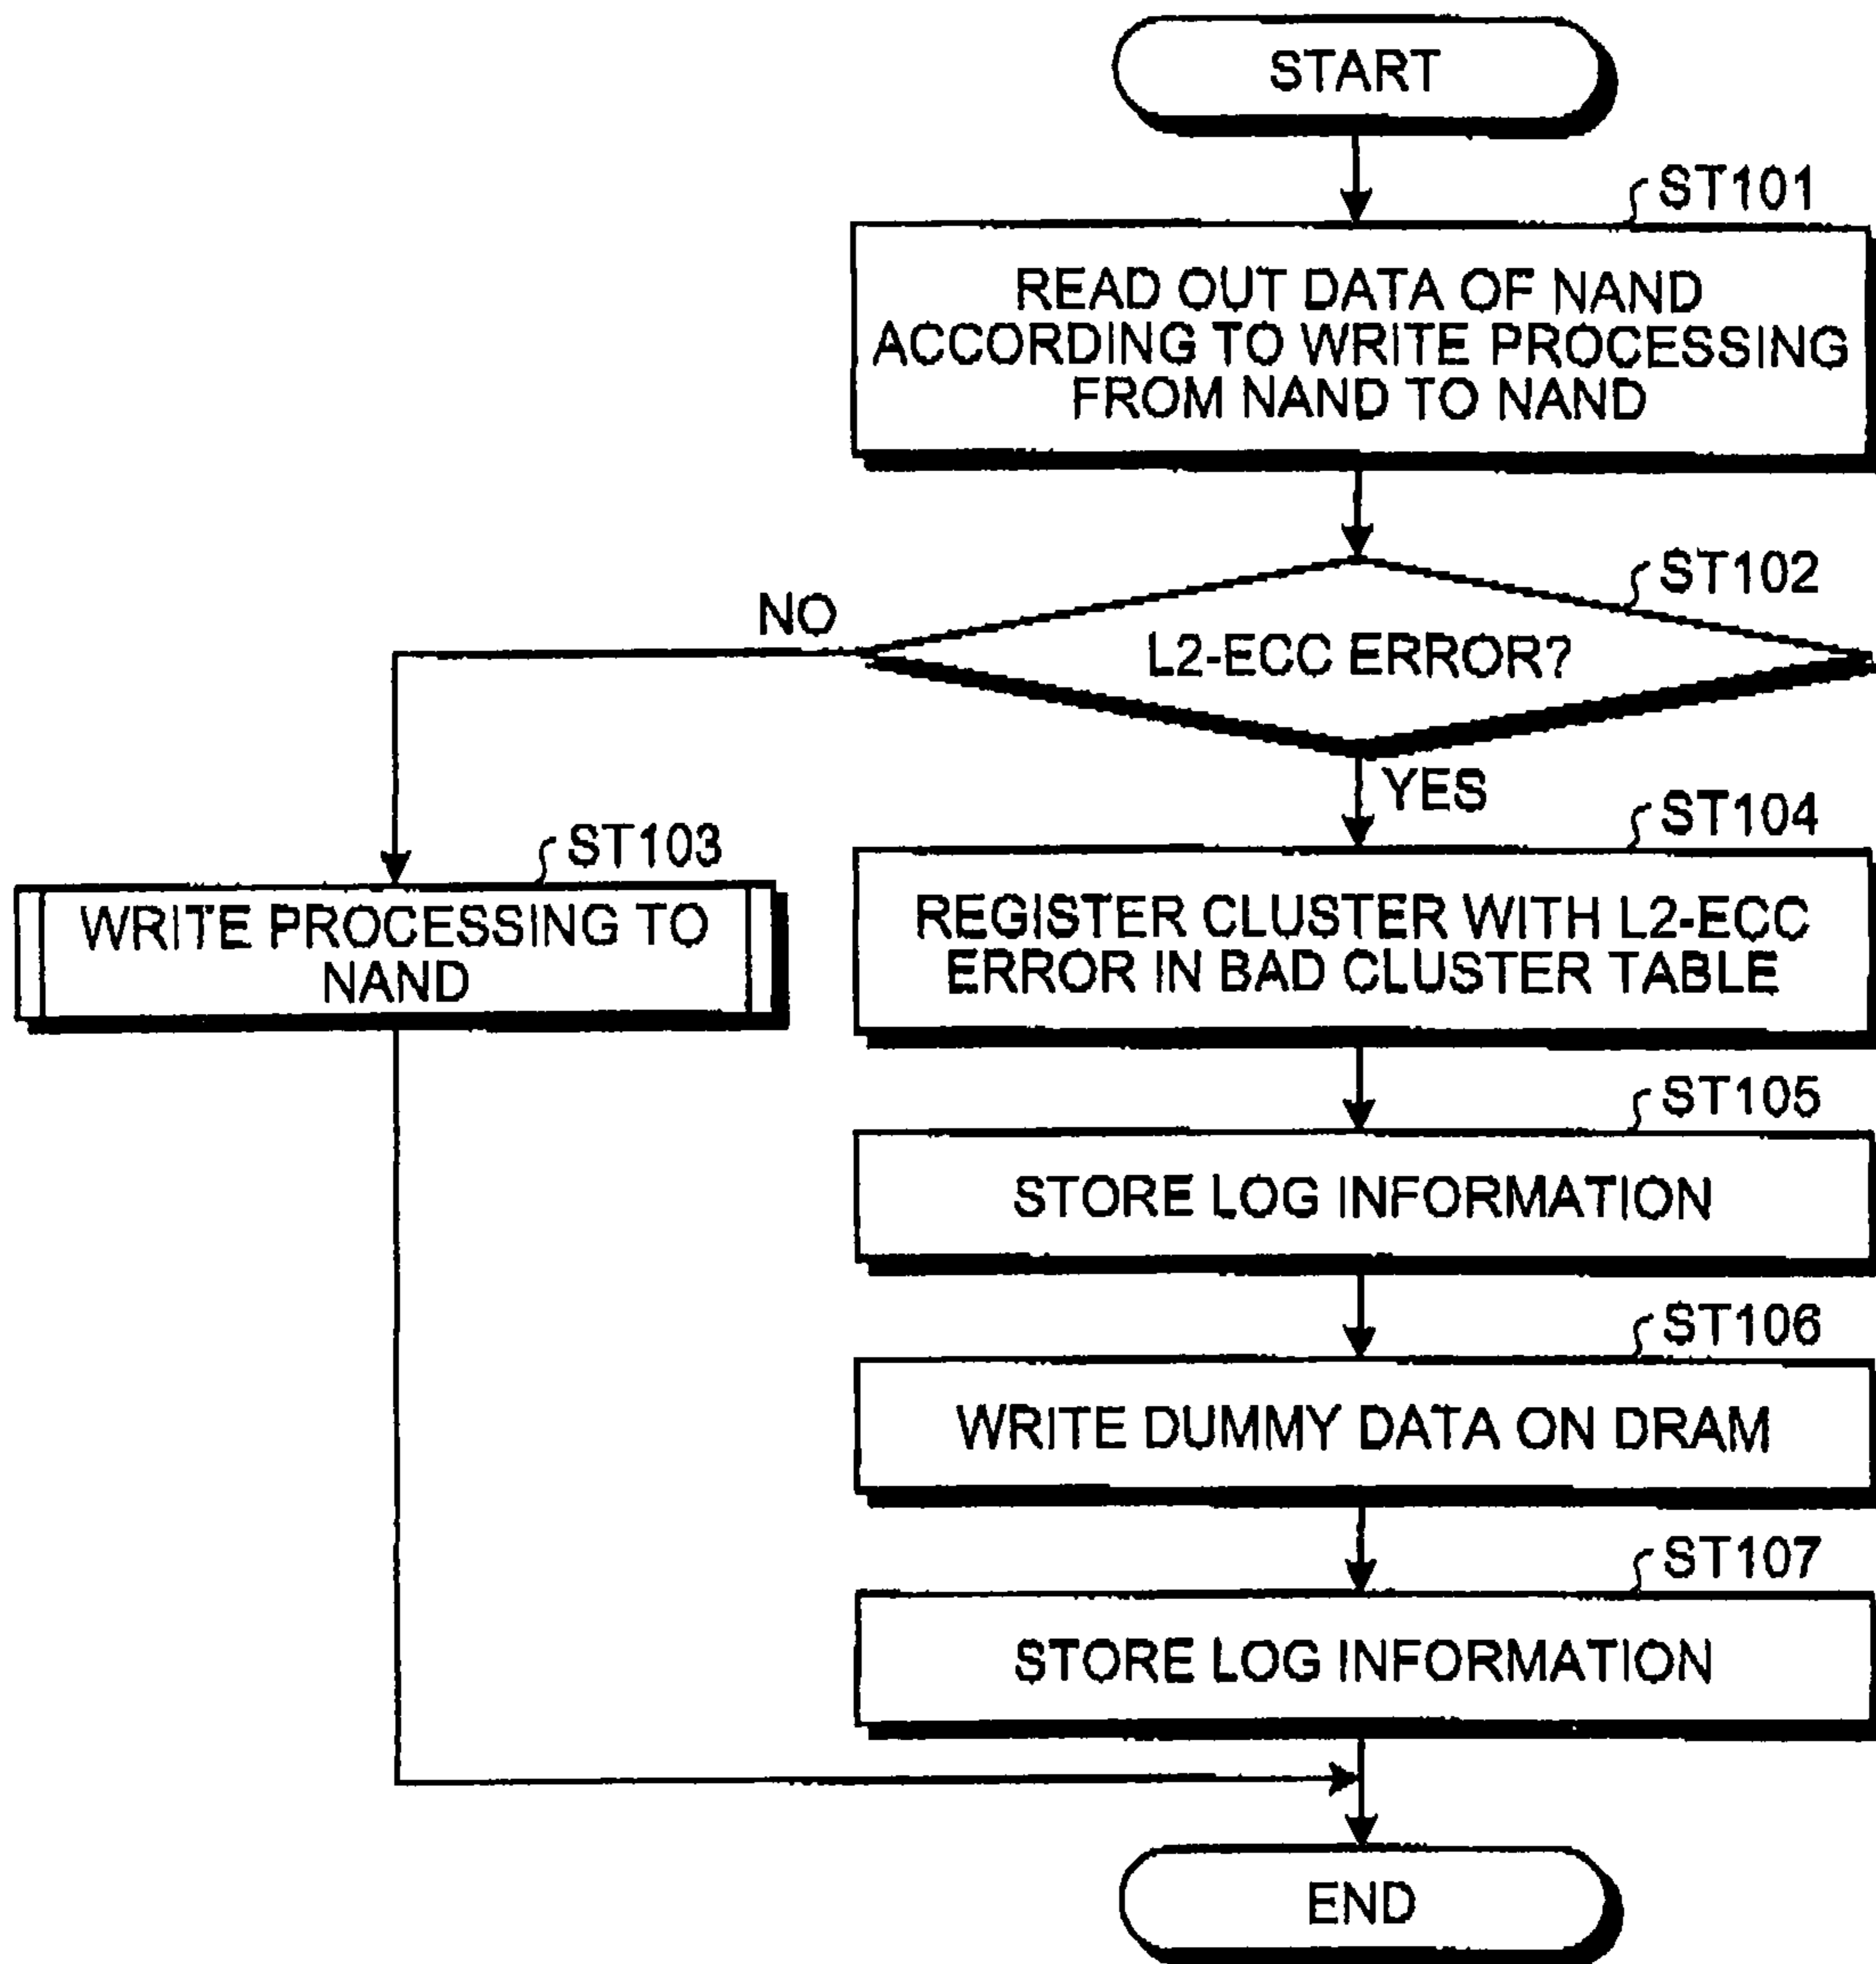 START
ST101
READ OUT DATA OF NAND
ACCORDING TO WRITE PROCESSING
FROM NAND TO NAND
ST102
NO
L2-ECC ERROR?
YES
ST103
WRITE PROCESSING TO
NAND
ST104
REGISTER CLUSTER WITH L2-ECC
ERROR IN BAD CLUSTER TABLE
ST105
STORE LOG INFORMATION
ST106
WRITE DUMMY DATA ON DRAM
ST107
STORE LOG INFORMATION
END